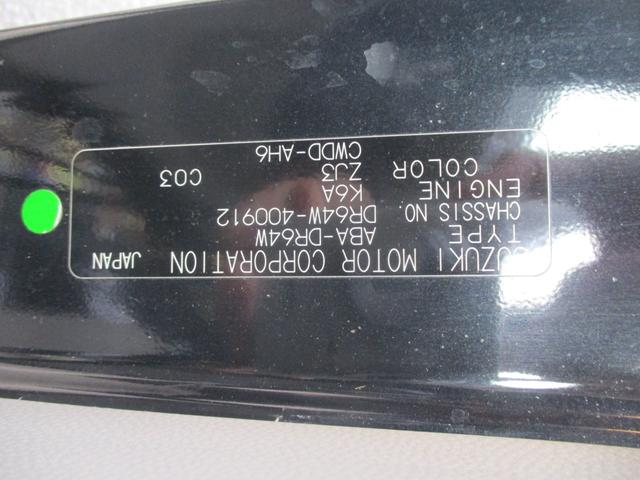 SUZUKI MOTOR CORPORATION JAPAN
TYPE ABA-DR64W
CHASSIS NO. DR64W-400912
ENGINE K6A
COLOR ZJ3 C03
CWDD-AH6